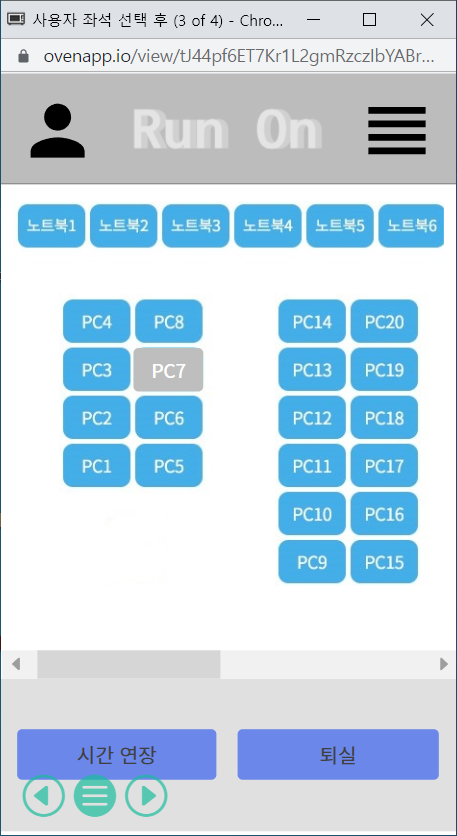 사용자 좌석 선택 후 (3 of 4) - Chro...
ovenapp.io/view/tJ44pf6ET7Kr1L2gmRzczIbYABr...
Run On
노트북1 노트북2 노트북3 노트북4 노트북5 노트북6
PC4 PC8 PC14 PC20
PC3 PC7 PC13 PC19
PC2 PC6 PC12 PC18
PC1 PC5 PC11 PC17
PC10 PC16
PC9 PC15
시간 연장 퇴실